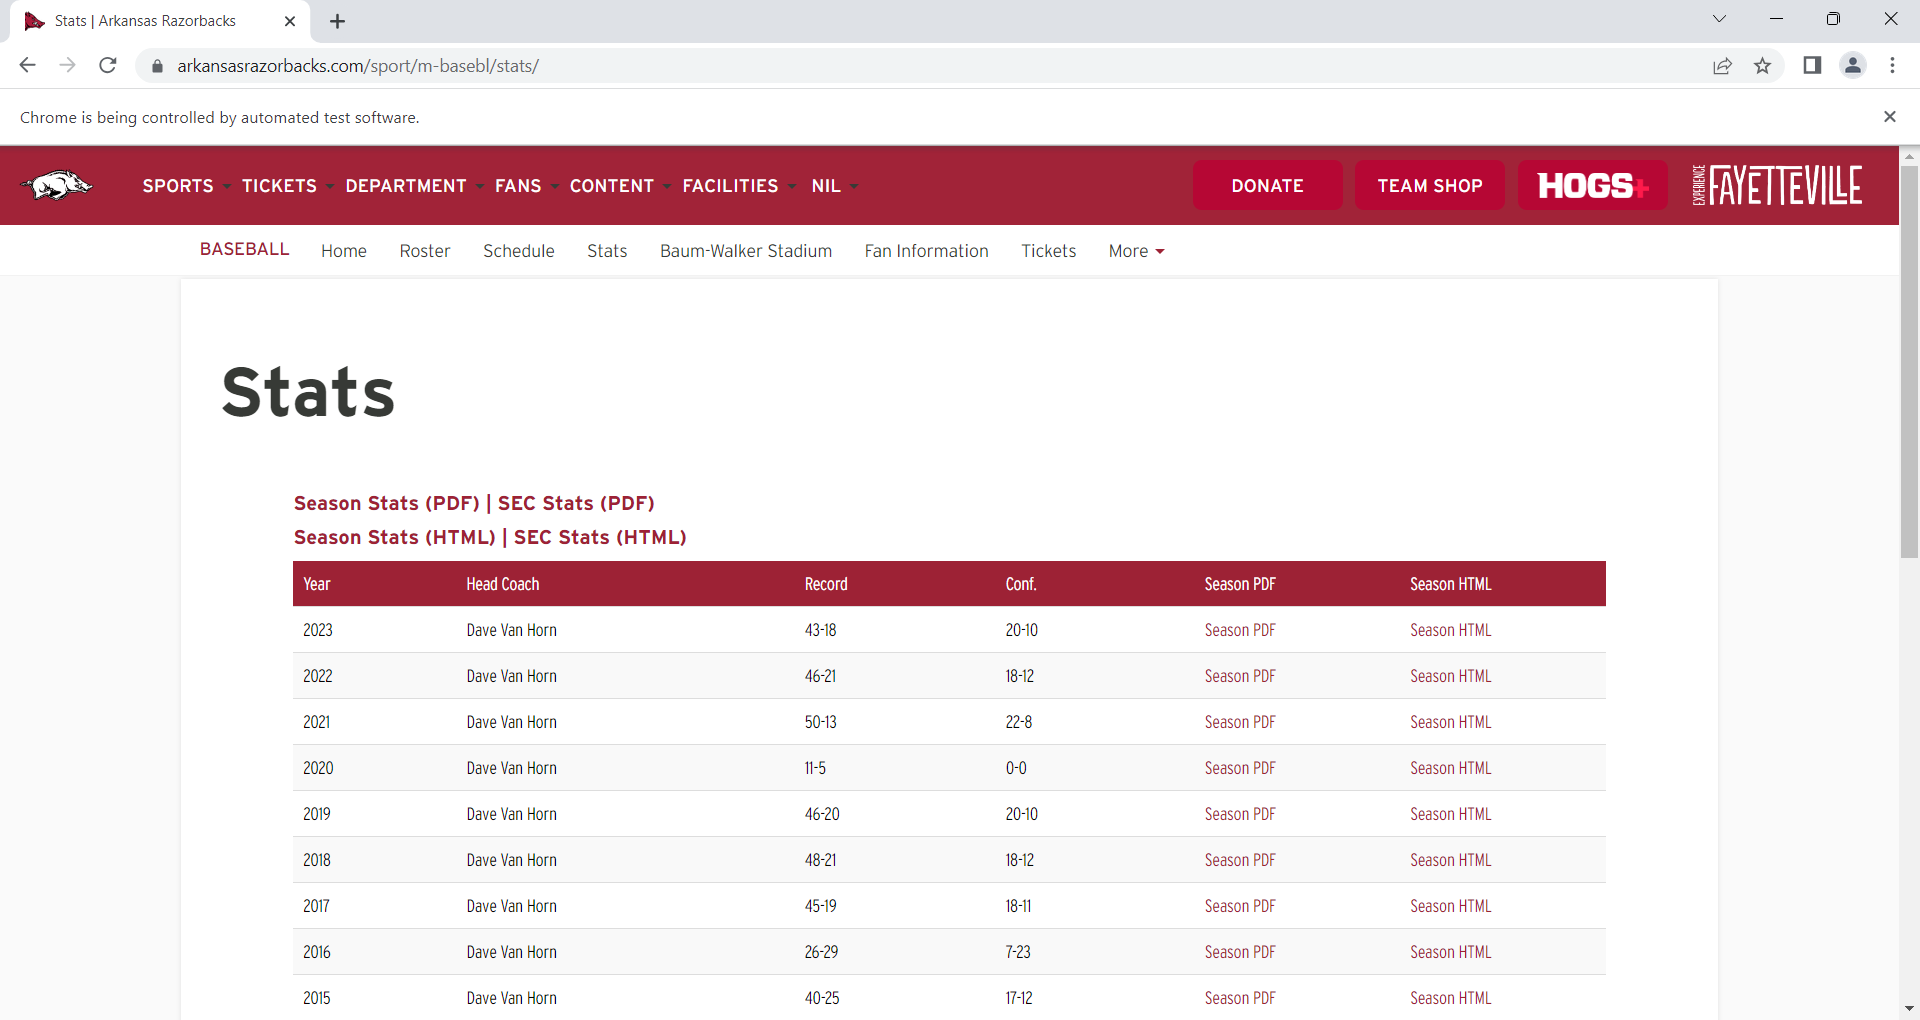 Stats | Arkansas Razorbacks
arkansasrazorbacks.com/sport/m-basebl/stats/
Chrome is being controlled by automated test software.
SPORTS TICKETS DEPARTMENT FANS CONTENT FACILITIES NIL DONATE TEAM SHOP HOGS+ EXPERIENCE FAYETTEVILLE
BASEBALL Home Roster Schedule Stats Baum-Walker Stadium Fan Information Tickets More
Stats
Season Stats (PDF) | SEC Stats (PDF)
Season Stats (HTML) | SEC Stats (HTML)
Year Head Coach Record Conf. Season PDF Season HTML
2023 Dave Van Horn 43-18 20-10 Season PDF Season HTML
2022 Dave Van Horn 46-21 18-12 Season PDF Season HTML
2021 Dave Van Horn 50-13 22-8 Season PDF Season HTML
2020 Dave Van Horn 11-5 0-0 Season PDF Season HTML
2019 Dave Van Horn 46-20 20-10 Season PDF Season HTML
2018 Dave Van Horn 48-21 18-12 Season PDF Season HTML
2017 Dave Van Horn 45-19 18-11 Season PDF Season HTML
2016 Dave Van Horn 26-29 7-23 Season PDF Season HTML
2015 Dave Van Horn 40-25 17-12 Season PDF Season HTML